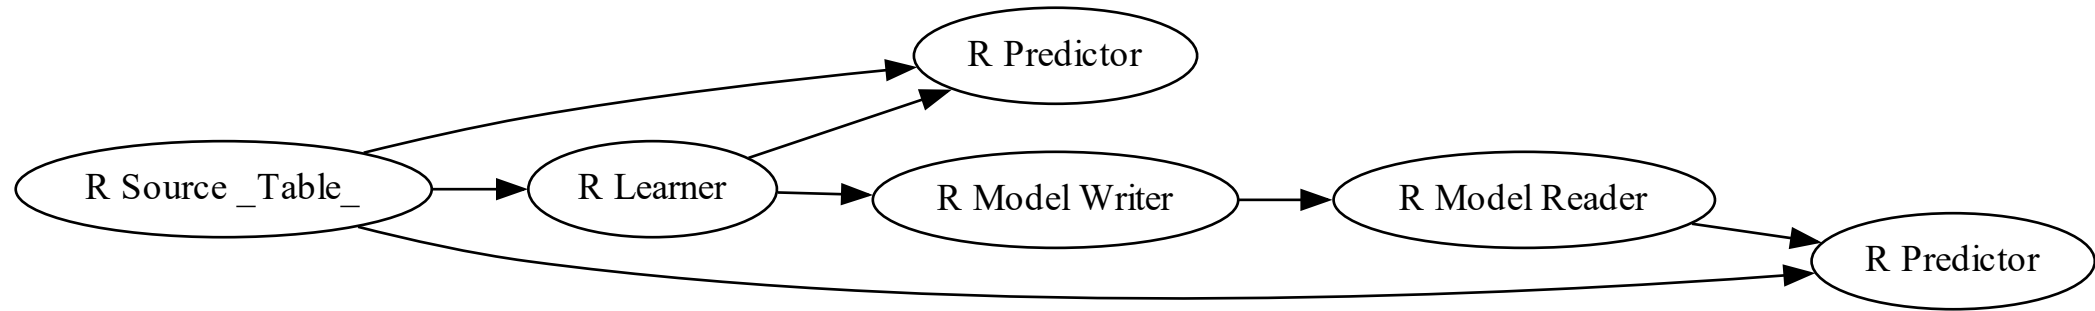 R Predictor
R Source _Table_
R Learner
R Model Writer
R Model Reader
R Predictor